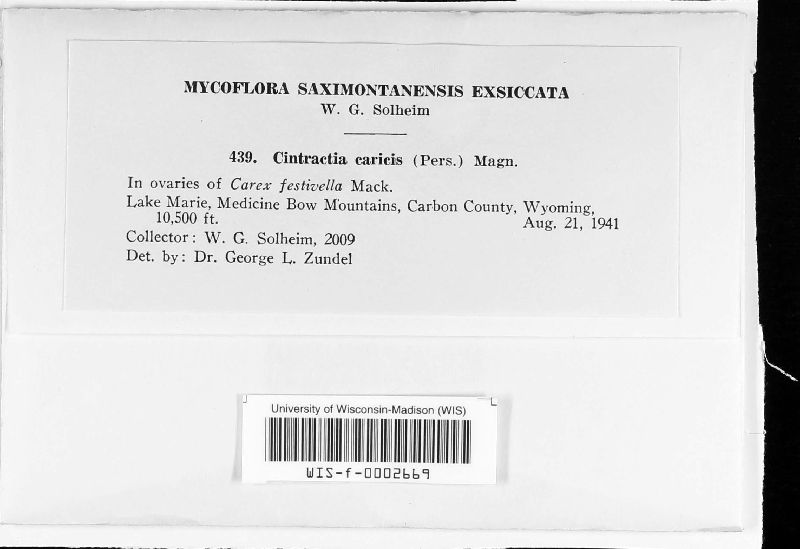 MYCOFLORA SAXIMONTANENSIS EXSICCATA
W. G. Solheim
439. Cintractia caricis (Pers.) Magn.
In ovaries of Carex festivella Mack.
Lake Marie, Medicine Bow Mountains, Carbon County, Wyoming,
10,500 ft. Aug. 21, 1941
Collector: W. G. Solheim, 2009
Det. by: Dr. George L. Zundel
University of Wisconsin-Madison (WIS)
WIS-f-0002669